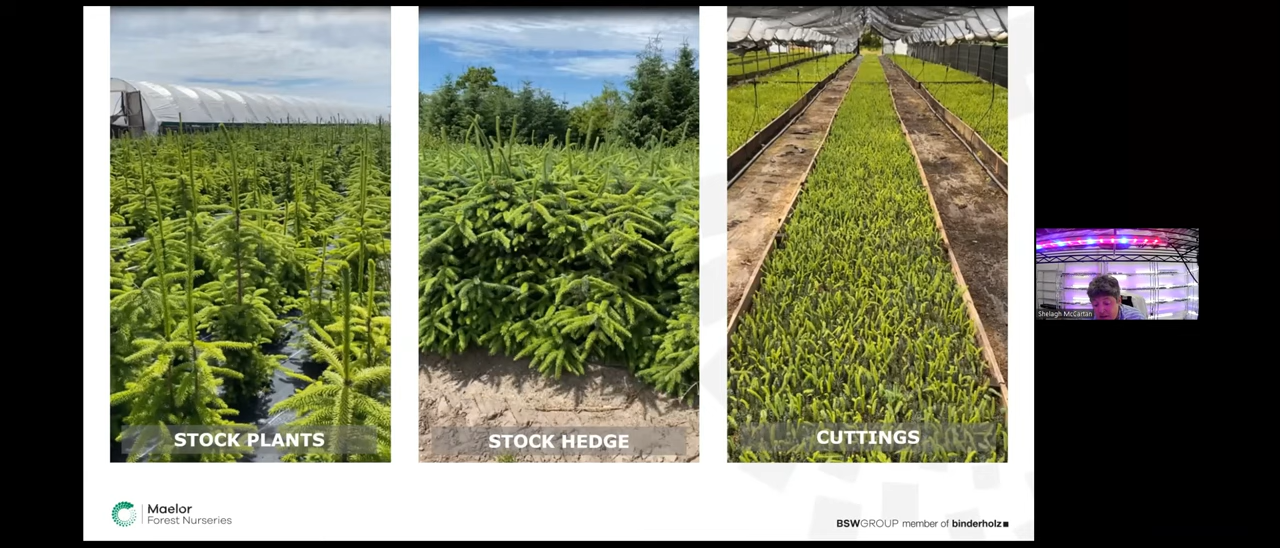 STOCK PLANTS
STOCK HEDGE
CUTTINGS
Shelagh McCartan
Maelor
Forest Nurseries
BSWGROUP member of binderholz